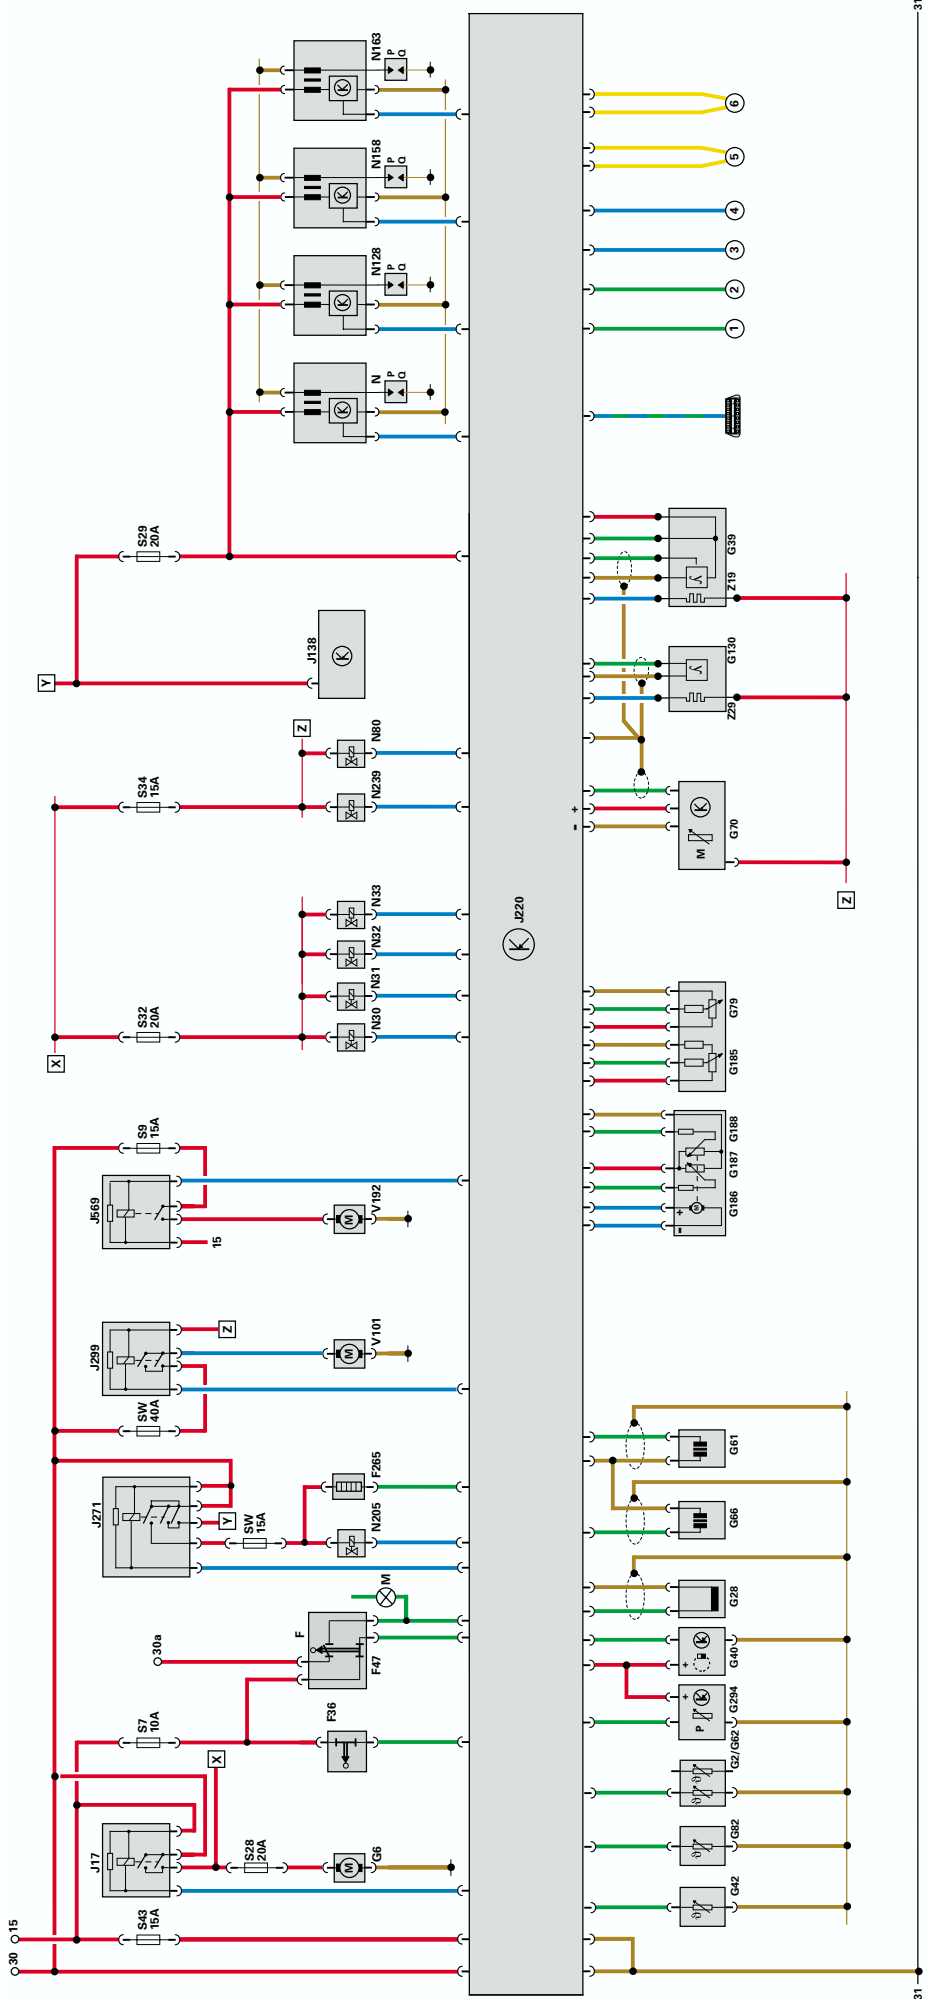 30
15
S43
15A
J17
S28
20A
G6
M
X
S7
10A
F36
30a
F
F47
M
J271
Y
SW
15A
N205
F265
SW
40A
J299
Z
V101
M
J569
S9
15A
15
V192
M
X
S32
20A
N30
N31
N32
N33
S34
15A
Z
N239
N80
Y
J138
K
S29
20A
N
K
P
Q
N128
K
P
Q
N158
K
P
Q
N163
K
P
Q
J220
K
G42
G82
G2/G62
P
+
K
G294
+
K
G40
G28
G66
G61
-
+
M
G186
G187
G188
G185
G79
-
+
M
K
G70
Z
Z29
G130
Z19
G39
1
2
3
4
5
6
31
31